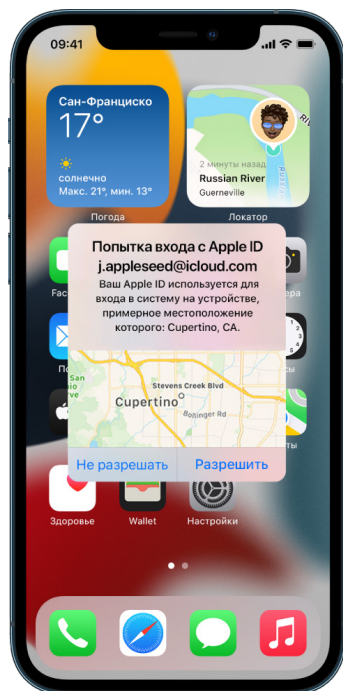 09:41
Сан-Франциско
17°
солнечно
Макс. 21°, мин. 13°
Погода
2 минуты назад
Russian River
Guerneville
Локатор
Попытка входа с Apple ID
j.appleseed@icloud.com
Ваш Apple ID используется для
входа в систему на устройстве,
примерное местоположение
которого: Cupertino, CA.
Stevens Creek Blvd
Cupertino
Bollinger Rd
Не разрешать
Разрешить
Здоровье
Wallet
Настройки